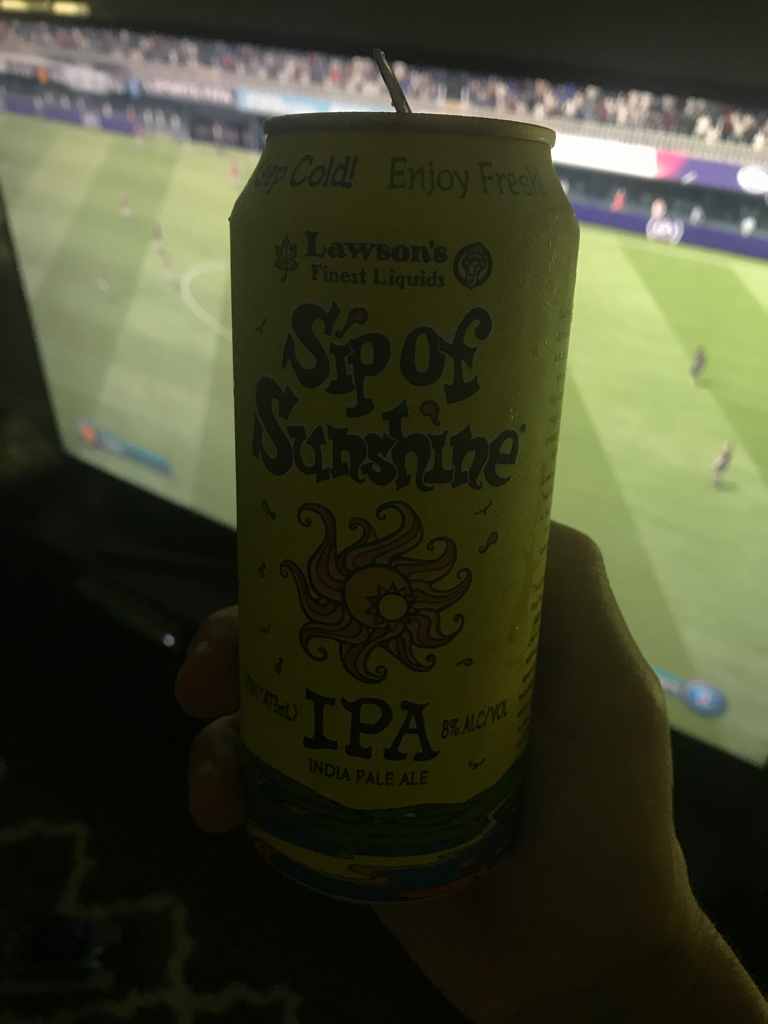 Keep Cold! Enjoy Fresh!
Lawson's
Finest Liquids
Sip of
Sunshine
IPA
8% ALC/VOL
INDIA PALE ALE